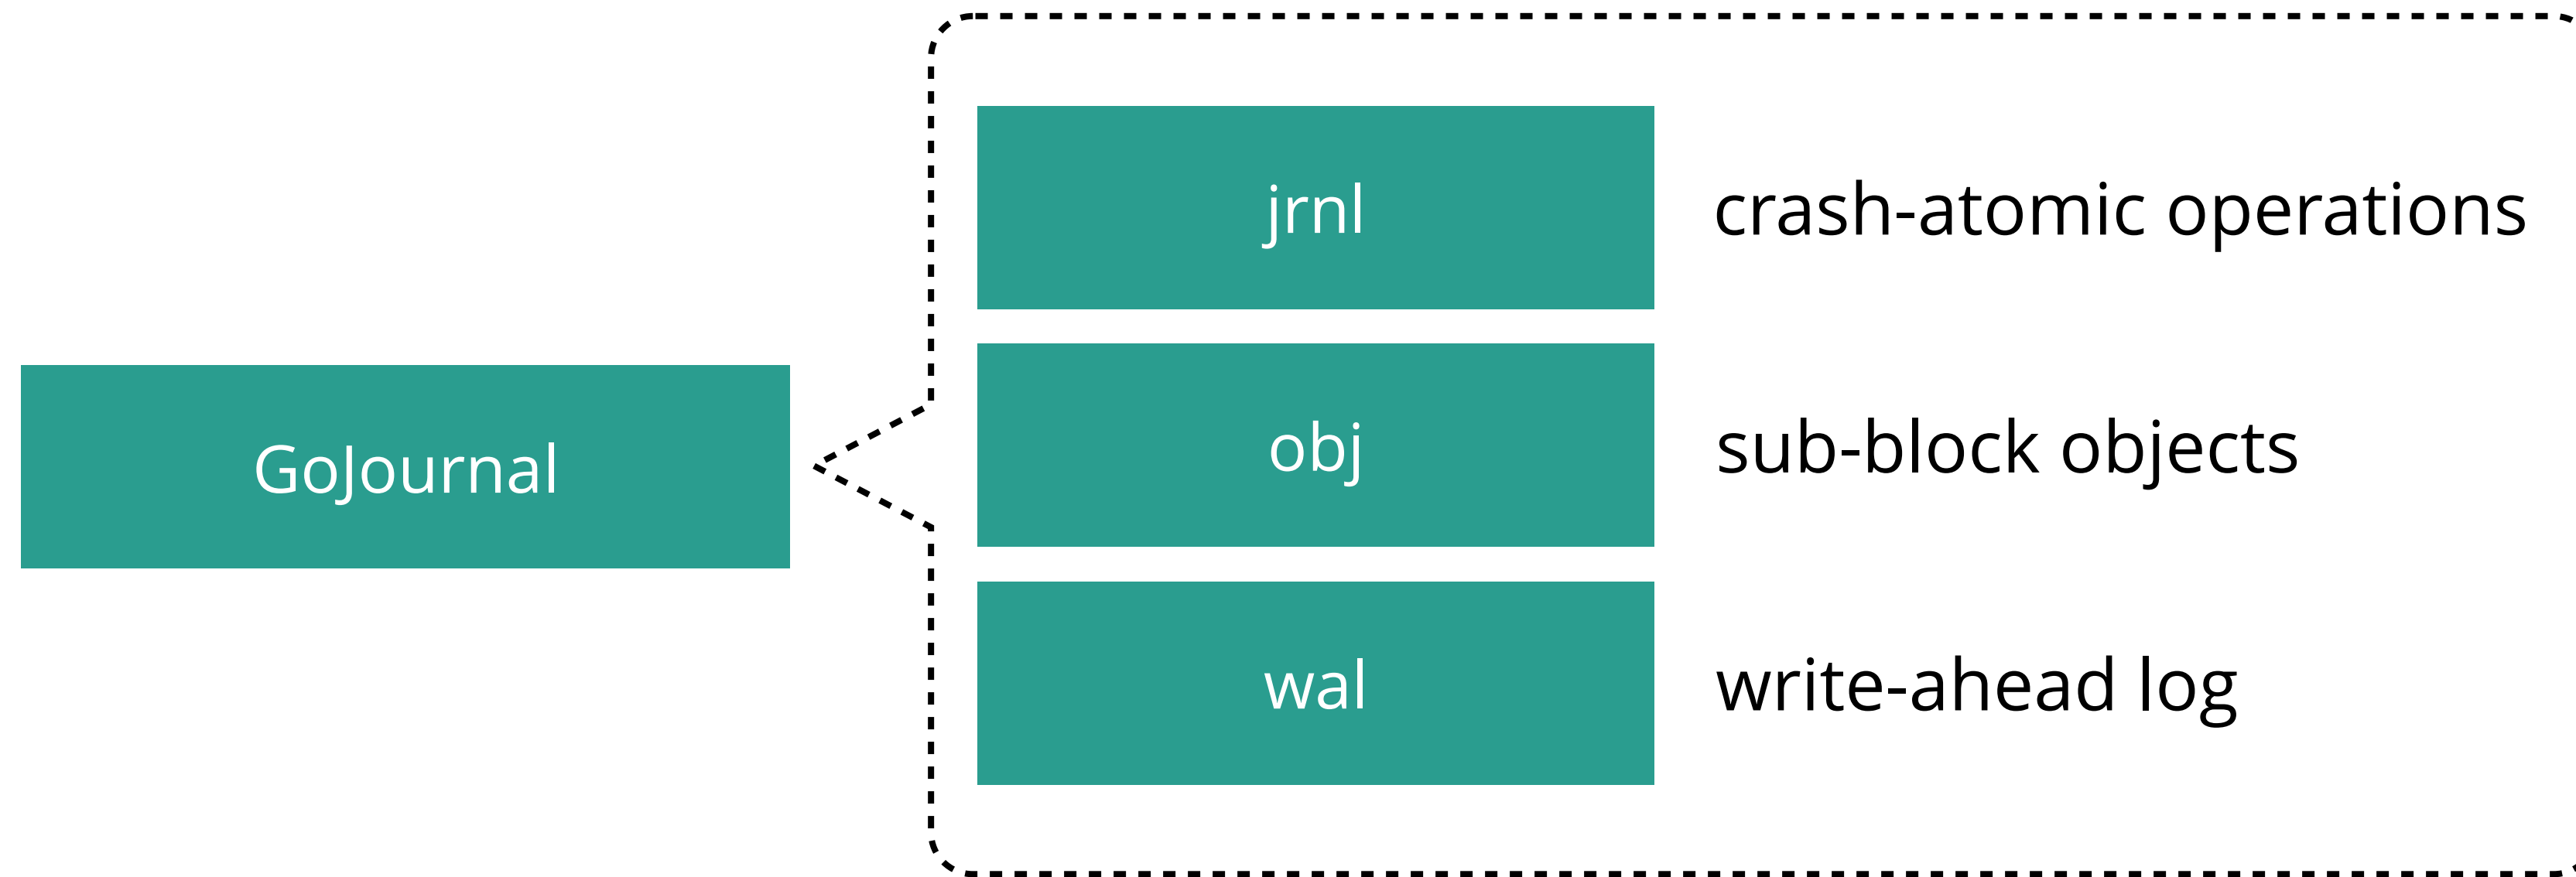 GoJournal
jrnl
crash-atomic operations
obj
sub-block objects
wal
write-ahead log